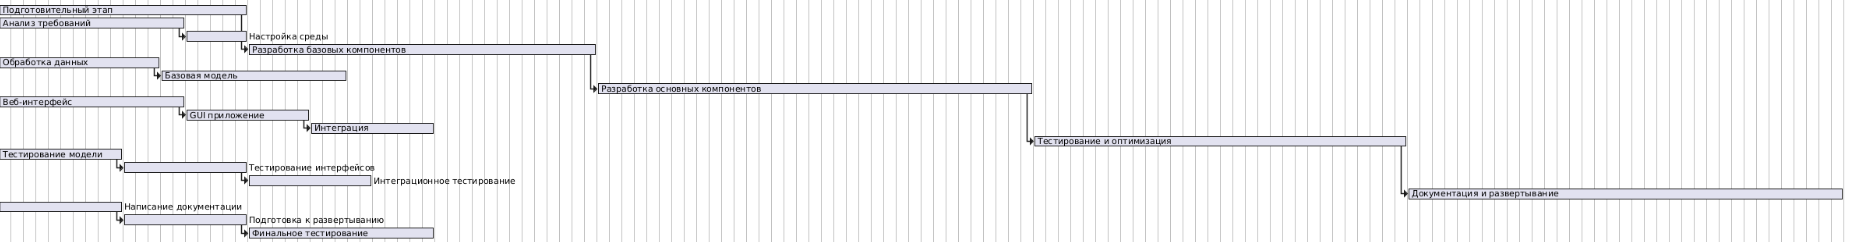 Подготовительный этап
Анализ требований
Настройка среды
Разработка базовых компонентов
Обработка данных
Базовая модель
Разработка основных компонентов
Веб-интерфейс
GUI приложение
Интеграция
Тестирование и оптимизация
Тестирование модели
Тестирование интерфейсов
Интеграционное тестирование
Документация и развертывание
Написание документации
Подготовка к развертыванию
Финальное тестирование